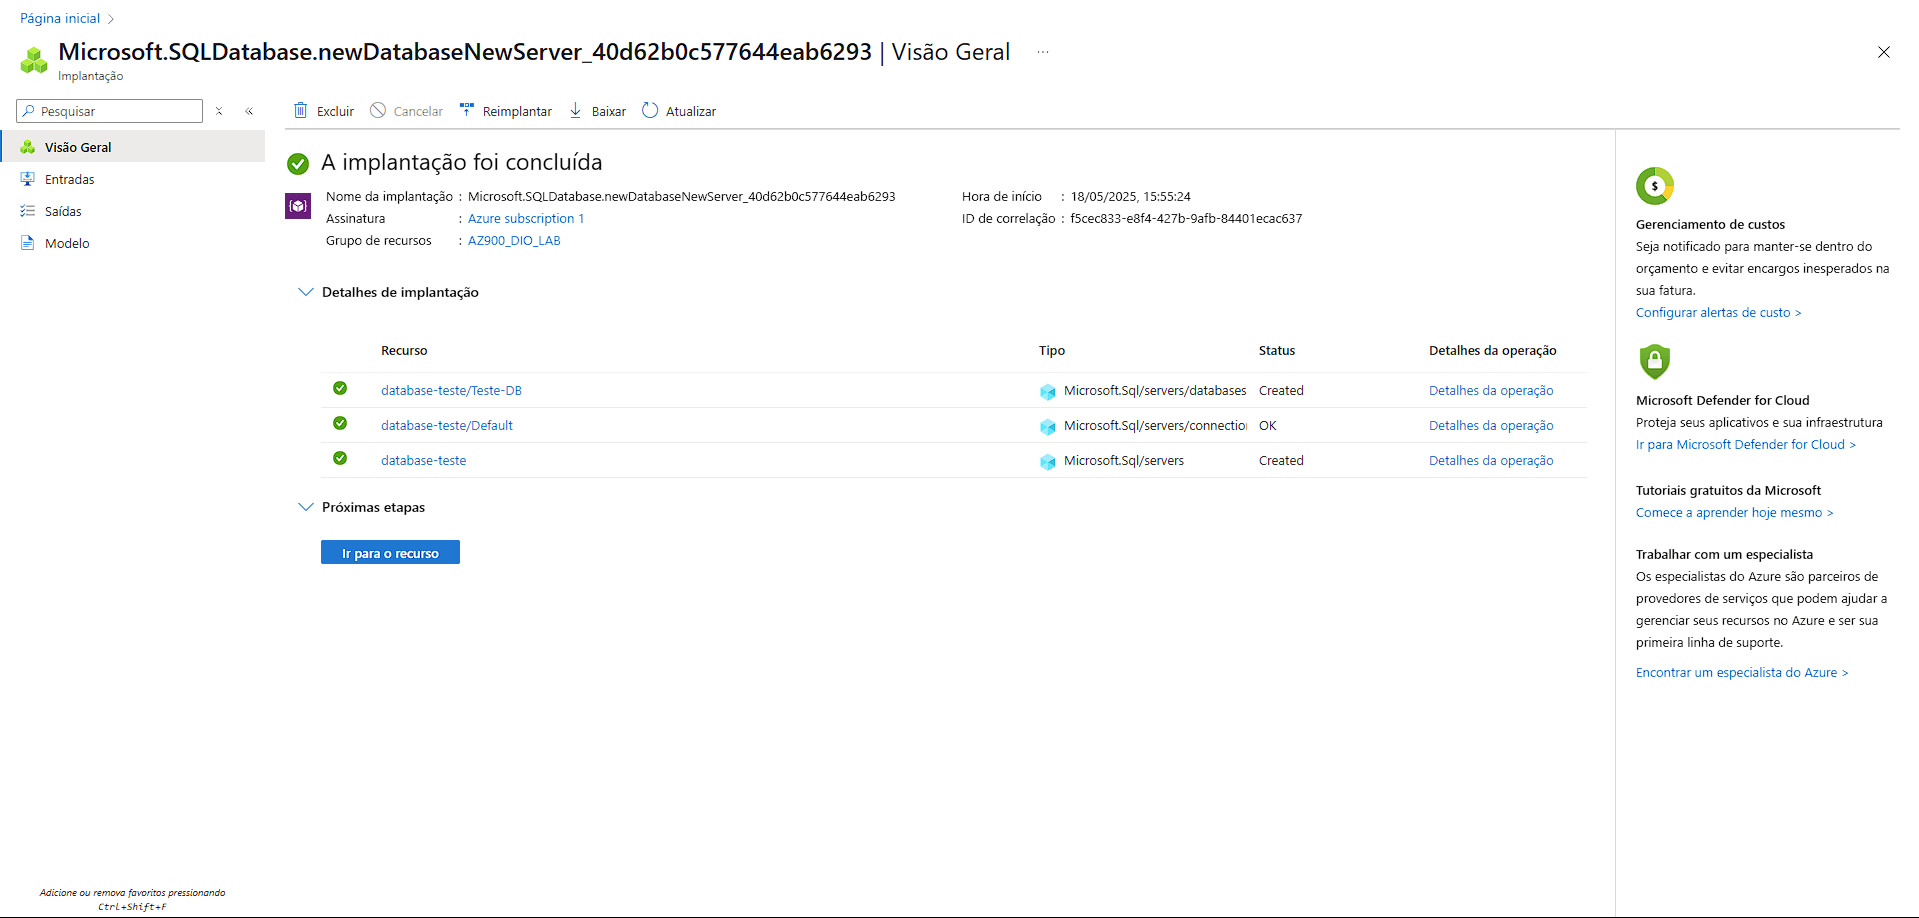 Página inicial
Microsoft.SQLDatabase.newDatabaseNewServer_40d62b0c577644eab6293 | Visão Geral ...
Implantação
Pesquisar
Excluir Cancelar Reimplantar Baixar Atualizar
Visão Geral
Entradas
Saídas
Modelo
A implantação foi concluída
Nome da implantação : Microsoft.SQLDatabase.newDatabaseNewServer_40d62b0c577644eab6293
Assinatura : Azure subscription 1
Grupo de recursos : AZ900_DIO_LAB
Hora de início : 18/05/2025, 15:55:24
ID de correlação : f5cec833-e8f4-427b-9afb-84401ecac637
Detalhes de implantação
Recurso Tipo Status Detalhes da operação
database-teste/Teste-DB Microsoft.Sql/servers/databases Created Detalhes da operação
database-teste/Default Microsoft.Sql/servers/connectio OK Detalhes da operação
database-teste Microsoft.Sql/servers Created Detalhes da operação
Próximas etapas
Ir para o recurso
$
Gerenciamento de custos
Seja notificado para manter-se dentro do
orçamento e evitar encargos inesperados na
sua fatura.
Configurar alertas de custo >
Microsoft Defender for Cloud
Proteja seus aplicativos e sua infraestrutura
Ir para Microsoft Defender for Cloud >
Tutoriais gratuitos da Microsoft
Comece a aprender hoje mesmo >
Trabalhar com um especialista
Os especialistas do Azure são parceiros de
provedores de serviços que podem ajudar a
gerenciar seus recursos no Azure e ser sua
primeira linha de suporte.
Encontrar um especialista do Azure >
Adicione ou remova favoritos pressionando
Ctrl+Shift+F